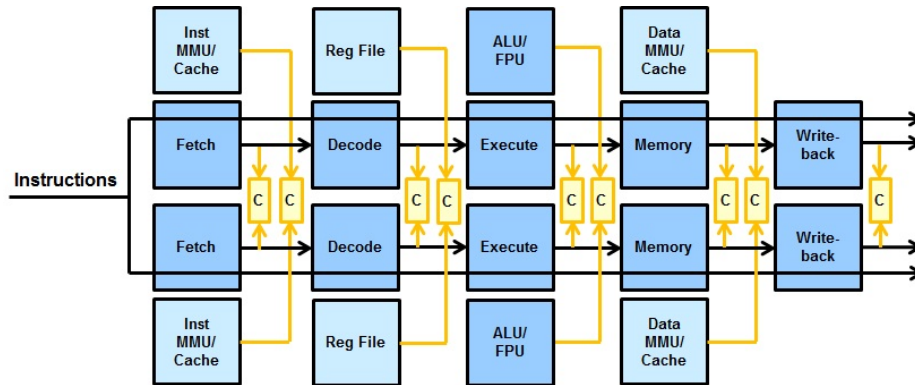 Inst
MMU/
Cache
Reg File
ALU/
FPU
Data
MMU/
Cache
Fetch
Decode
Execute
Memory
Write-
back
Instructions
C
C
C
C
C
C
C
C
C
Fetch
Decode
Execute
Memory
Write-
back
Inst
MMU/
Cache
Reg File
ALU/
FPU
Data
MMU/
Cache